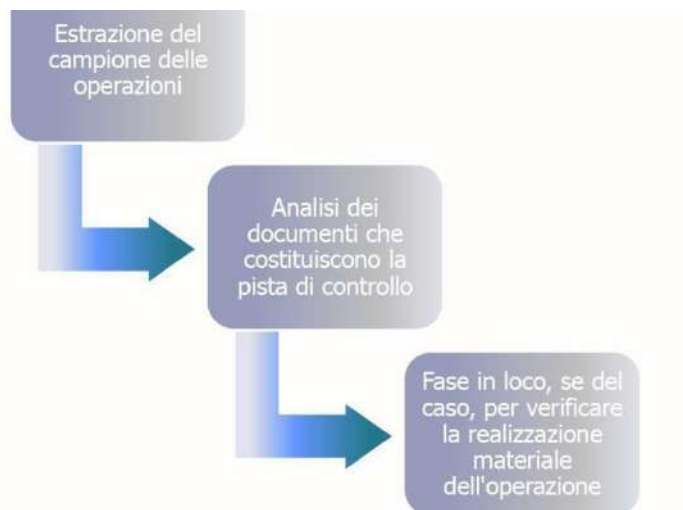 Estrazione del
campione delle
operazioni
Analisi dei
documenti che
costituiscono la
pista di controllo
Fase in loco, se del
caso, per verificare
la realizzazione
materiale
dell'operazione